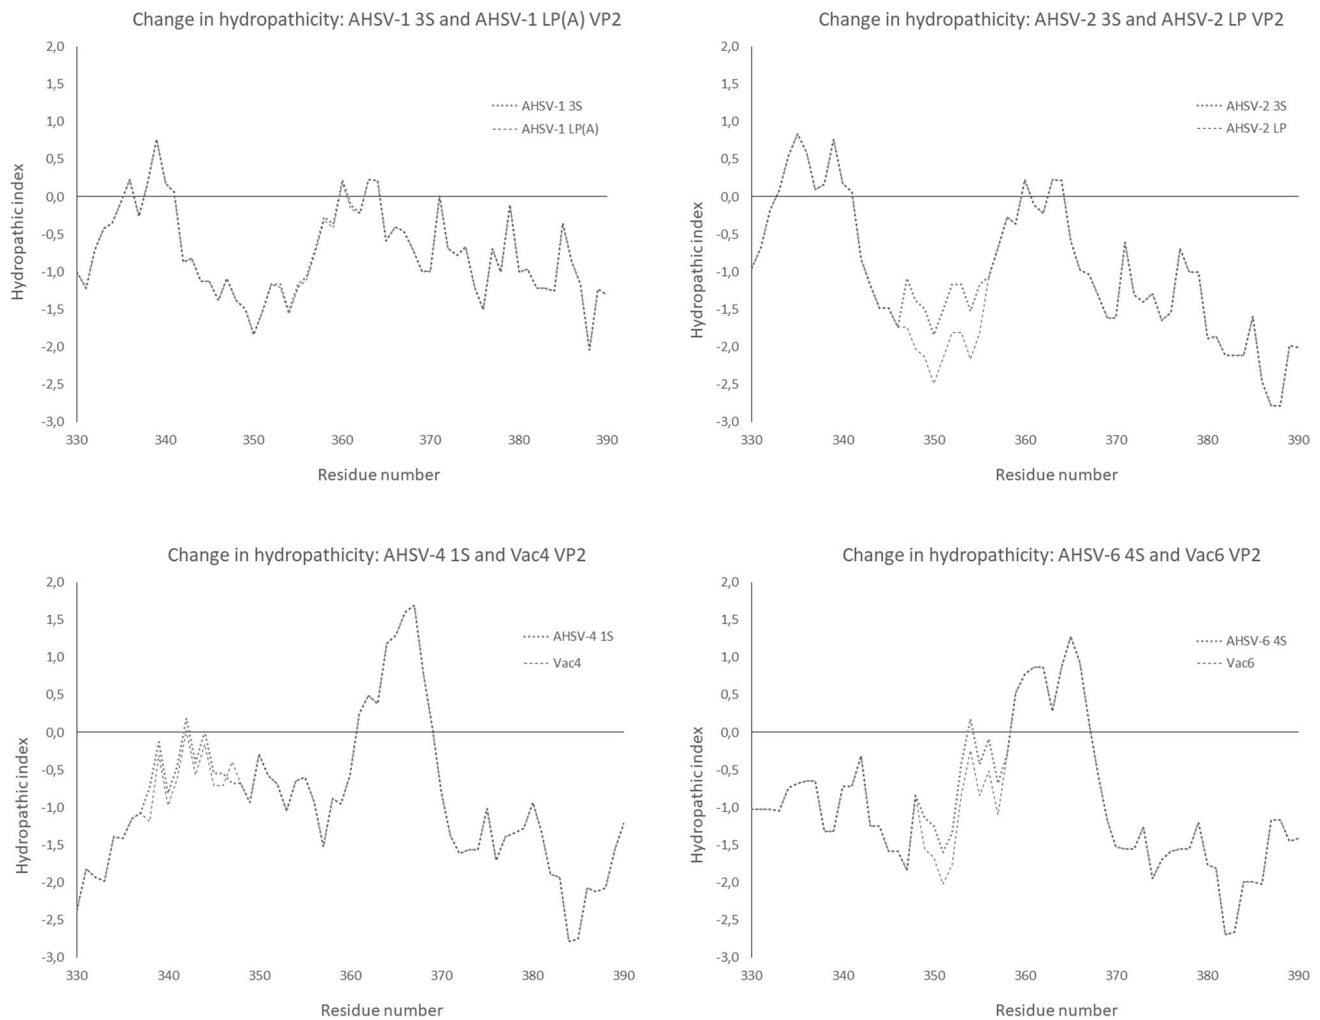 Change in hydropathicity: AHSV-1 3S and AHSV-1 LP(A) VP2
2,0
1,5
1,0
0,5
0,0
-0,5
-1,0
-1,5
-2,0
-2,5
-3,0
330 340 350 360 370 380 390
Hydropathic index
Residue number
AHSV-1 3S
AHSV-1 LP(A)
Change in hydropathicity: AHSV-2 3S and AHSV-2 LP VP2
2,0
1,5
1,0
0,5
0,0
-0,5
-1,0
-1,5
-2,0
-2,5
-3,0
330 340 350 360 370 380 390
Hydropathic index
Residue number
AHSV-2 3S
AHSV-2 LP
Change in hydropathicity: AHSV-4 1S and Vac4 VP2
2,0
1,5
1,0
0,5
0,0
-0,5
-1,0
-1,5
-2,0
-2,5
-3,0
330 340 350 360 370 380 390
Hydropathic index
Residue number
AHSV-4 1S
Vac4
Change in hydropathicity: AHSV-6 4S and Vac6 VP2
2,0
1,5
1,0
0,5
0,0
-0,5
-1,0
-1,5
-2,0
-2,5
-3,0
330 340 350 360 370 380 390
Hydropathic index
Residue number
AHSV-6 4S
Vac6